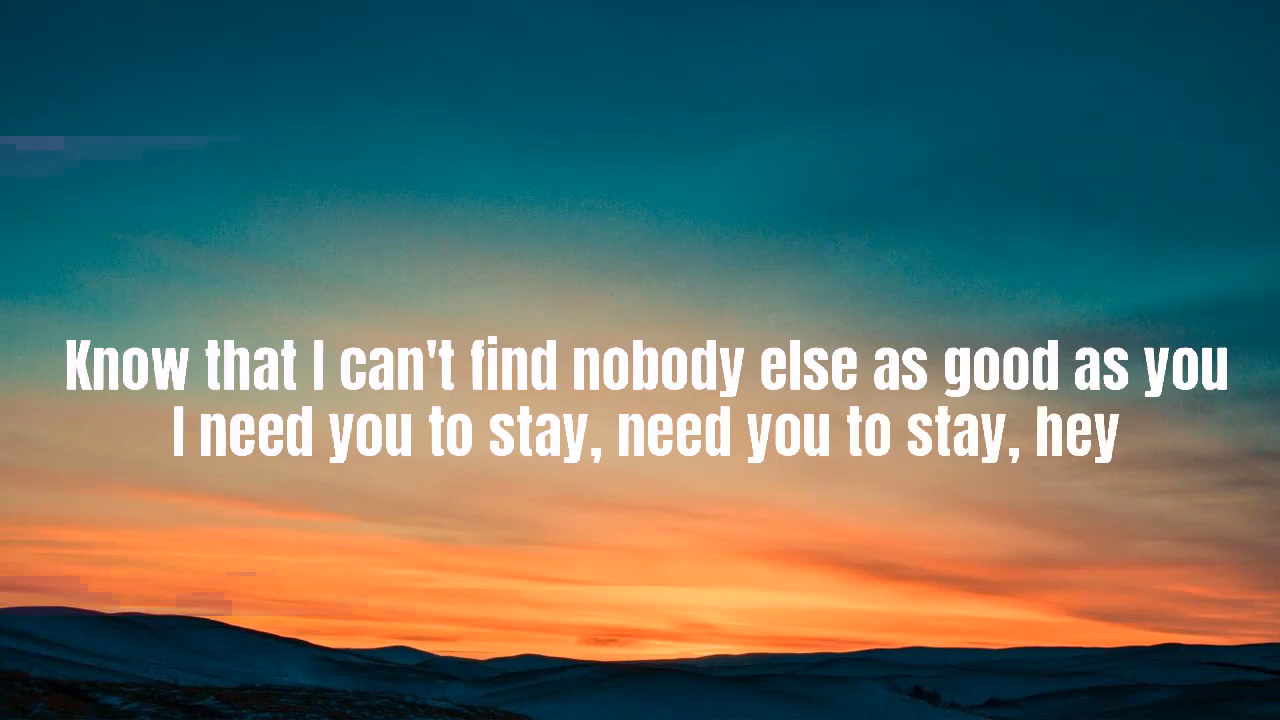 Know that I can't find nobody else as good as you
I need you to stay, need you to stay, hey